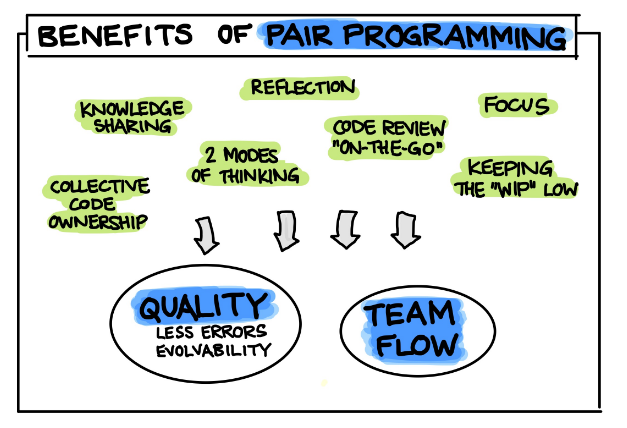 BENEFITS OF PAIR PROGRAMMING
REFLECTION
KNOWLEDGE
SHARING
FOCUS
CODE REVIEW
"ON-THE-GO"
2 MODES
OF THINKING
KEEPING
THE "WIP" LOW
COLLECTIVE
CODE
OWNERSHIP
QUALITY
LESS ERRORS
EVOLVABILITY
TEAM
FLOW